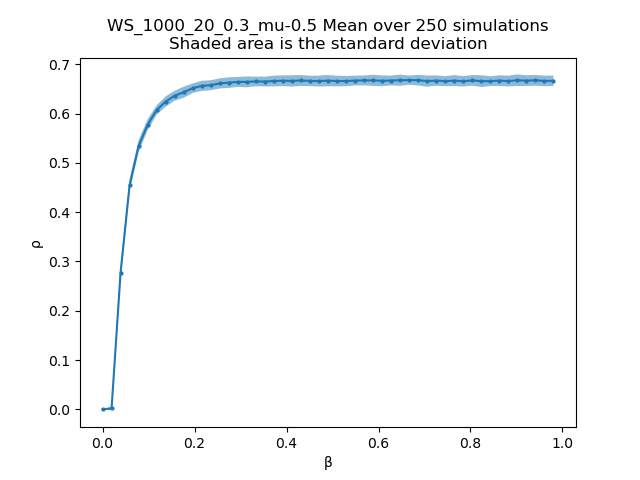 WS_1000_20_0.3_mu-0.5 Mean over 250 simulations
Shaded area is the standard deviation
0.7
0.6
0.5
0.4
0.3
0.2
0.1
0.0
ρ
0.0 0.2 0.4 0.6 0.8 1.0
β